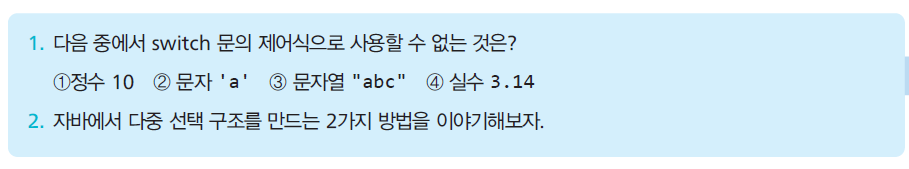 1. 다음 중에서 switch 문의 제어식으로 사용할 수 없는 것은?
①정수 10 ② 문자 'a' ③ 문자열 "abc" ④ 실수 3.14
2. 자바에서 다중 선택 구조를 만드는 2가지 방법을 이야기해보자.